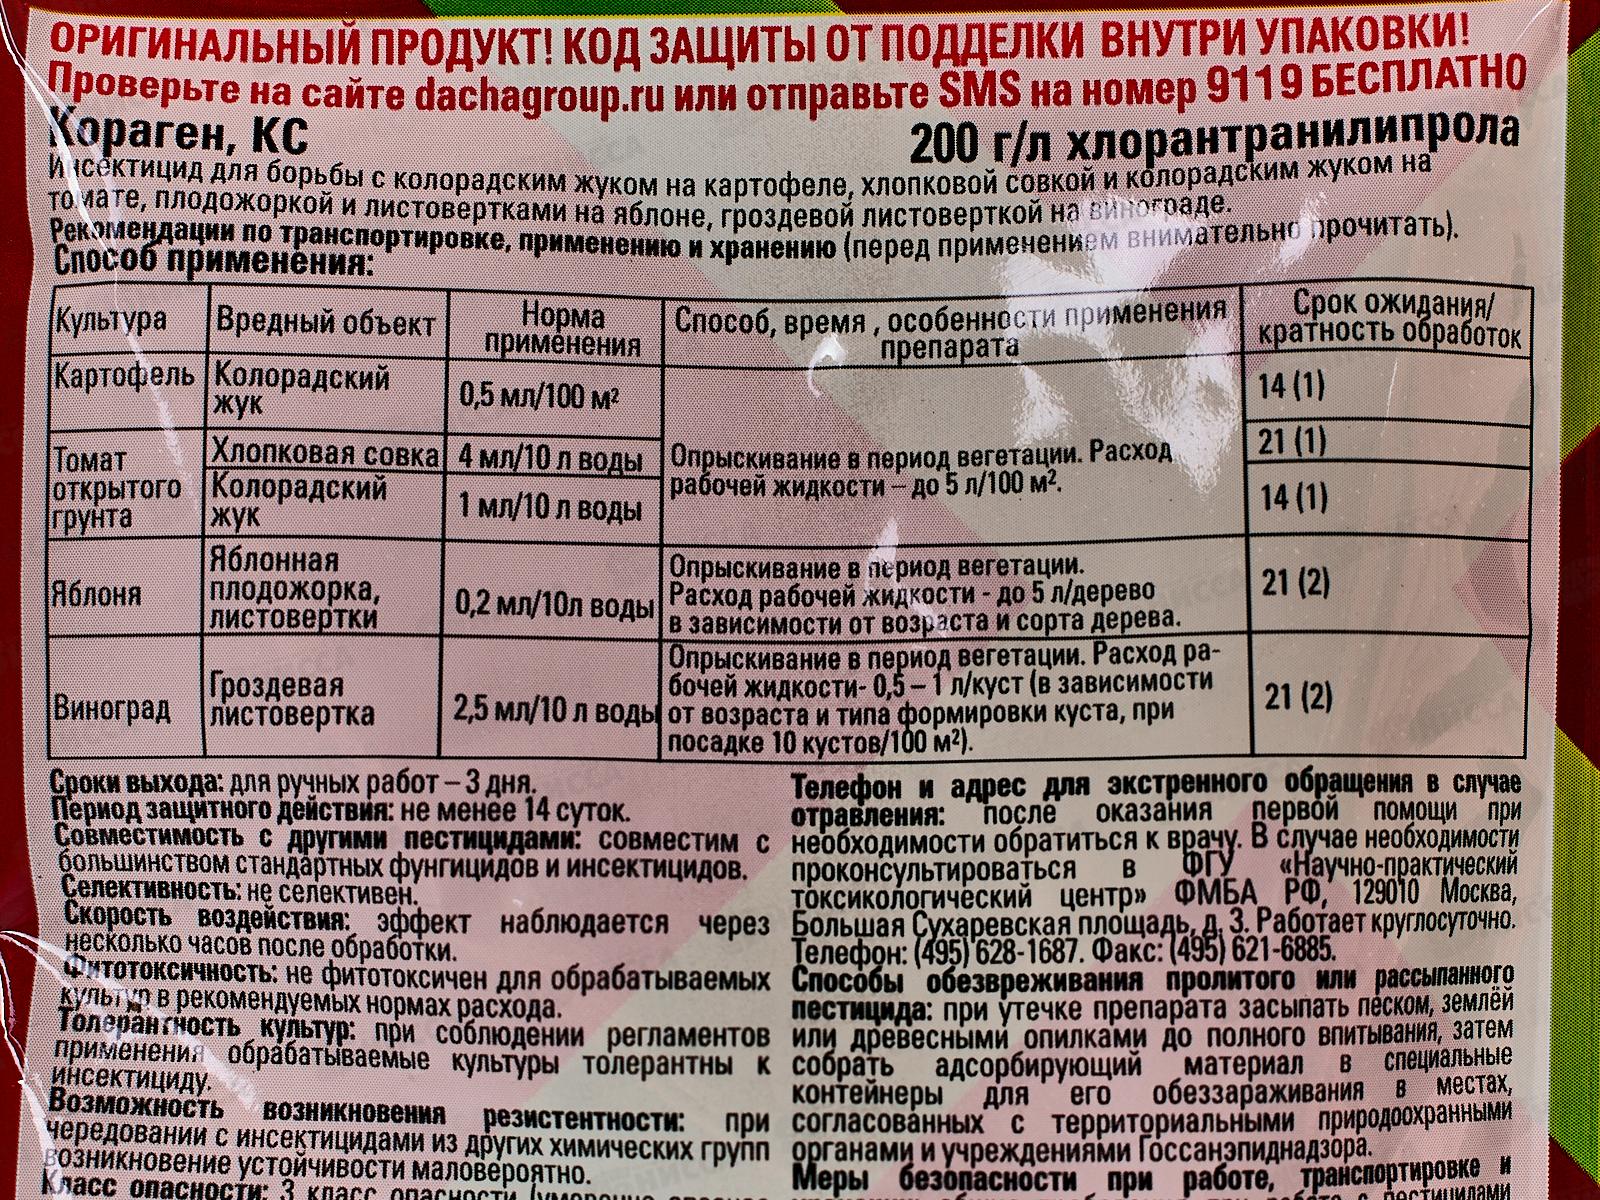 ОРИГИНАЛЬНЫЙ ПРОДУКТ! КОД ЗАЩИТЫ ОТ ПОДДЕЛКИ ВНУТРИ УПАКОВКИ!
Проверьте на сайте dachagroup.ru или отправьте SMS на номер 9119 БЕСПЛАТНО
Кораген, КС 200 г/л хлорантранилипрола
Инсектицид для борьбы с колорадским жуком на картофеле, хлопковой совкой и колорадским жуком на
томате, плодожоркой и листовертками на яблоне, гроздевой листоверткой на винограде.
Рекомендации по транспортировке, применению и хранению (перед применением внимательно прочитать).
Способ применения:
Культура Вредный объект Норма применения Способ, время , особенности применения препарата Срок ожидания/ кратность обработок
Картофель Колорадский жук 0,5 мл/100 м² 14 (1)
Томат открытого грунта Хлопковая совка 4 мл/10 л воды Опрыскивание в период вегетации. Расход рабочей жидкости – до 5 л/100 м². 21 (1)
Колорадский жук 1 мл/10 л воды 14 (1)
Яблоня Яблонная плодожорка, листовертки 0,2 мл/10л воды Опрыскивание в период вегетации. Расход рабочей жидкости - до 5 л/дерево в зависимости от возраста и сорта дерева. 21 (2)
Виноград Гроздевая листовертка 2,5 мл/10 л воды Опрыскивание в период вегетации. Расход ра- бочей жидкости- 0,5 – 1 л/куст (в зависимости от возраста и типа формировки куста, при посадке 10 кустов/100 м²). 21 (2)
Сроки выхода: для ручных работ – 3 дня.
Период защитного действия: не менее 14 суток.
Совместимость с другими пестицидами: совместим с
большинством стандартных фунгицидов и инсектицидов.
Селективность: не селективен.
Скорость воздействия: эффект наблюдается через
несколько часов после обработки.
Фитотоксичность: не фитотоксичен для обрабатываемых
культур в рекомендуемых нормах расхода.
Толерантность культур: при соблюдении регламентов
применения обрабатываемые культуры толерантны к
инсектициду.
Возможность возникновения резистентности: при
чередовании с инсектицидами из других химических групп
возникновение устойчивости маловероятно.
Класс опасности: 3 класс опасности
Телефон и адрес для экстренного обращения в случае
отравления: после оказания первой помощи при
необходимости обратиться к врачу. В случае необходимости
проконсультироваться в ФГУ «Научно-практический
токсикологический центр» ФМБА РФ, 129010 Москва,
Большая Сухаревская площадь, д. 3. Работает круглосуточно.
Телефон: (495) 628-1687. Факс: (495) 621-6885.
Способы обезвреживания пролитого или рассыпанного
пестицида: при утечке препарата засыпать песком, землёй
или древесными опилками до полного впитывания, затем
собрать адсорбирующий материал в специальные
контейнеры для его обеззараживания в местах,
согласованных с территориальными природоохранными
органами и учреждениями Госсанэпиднадзора.
Меры безопасности при работе, транспортировке и